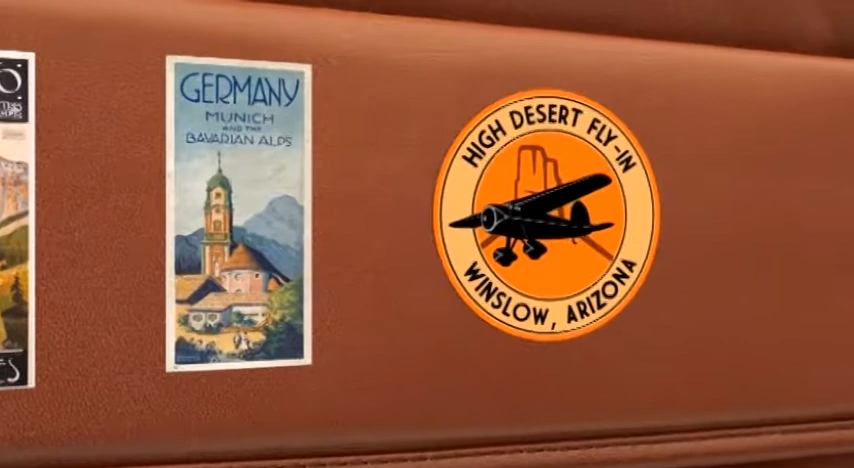 GERMANY
MUNICH
AND THE
BAVARIAN ALPS
HIGH DESERT FLY-IN
WINSLOW, ARIZONA